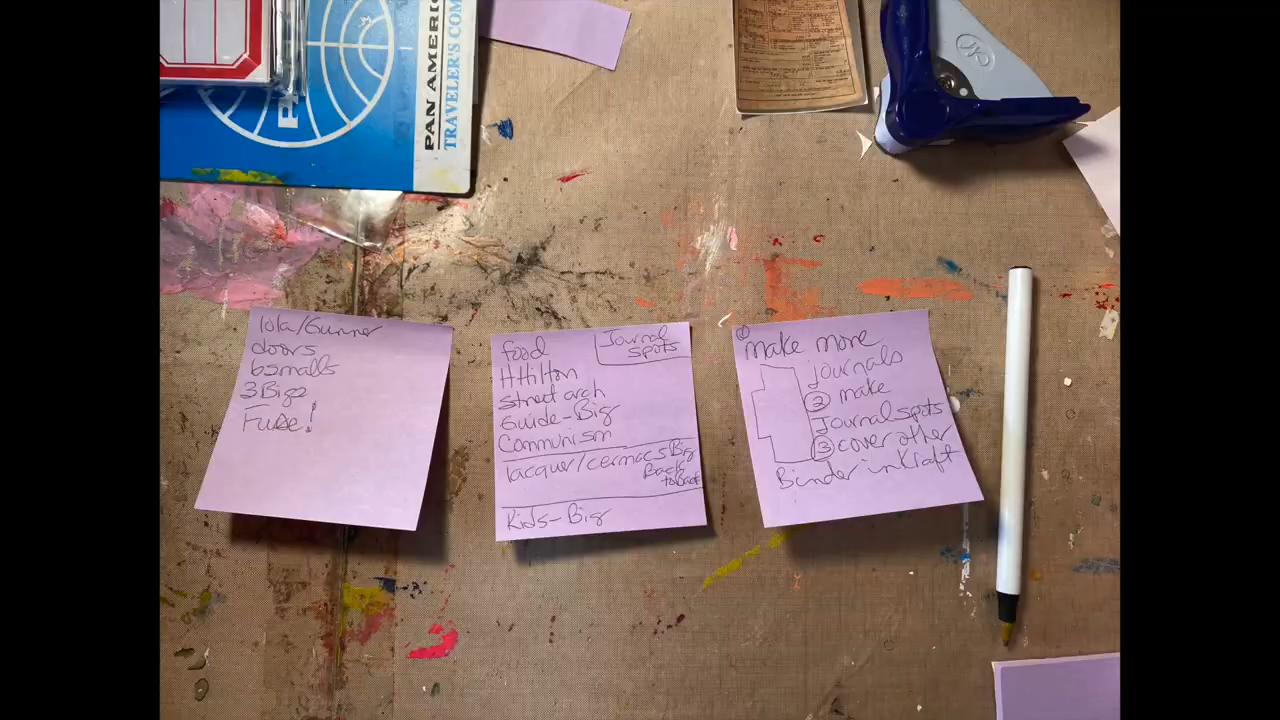 PAN AMERIC
TRAVELER'S COM
lola/Gunner
doors
6 smalls
3 Bigs
Fuse!
food
Journal
spots
H Hilton
street arch
Guide-Big
Communism
lacquer/cermacs Big
Back
to Back
Kids-Big
① make more
journals
② make
Journal spots
③ cover other
Binder in Kraft